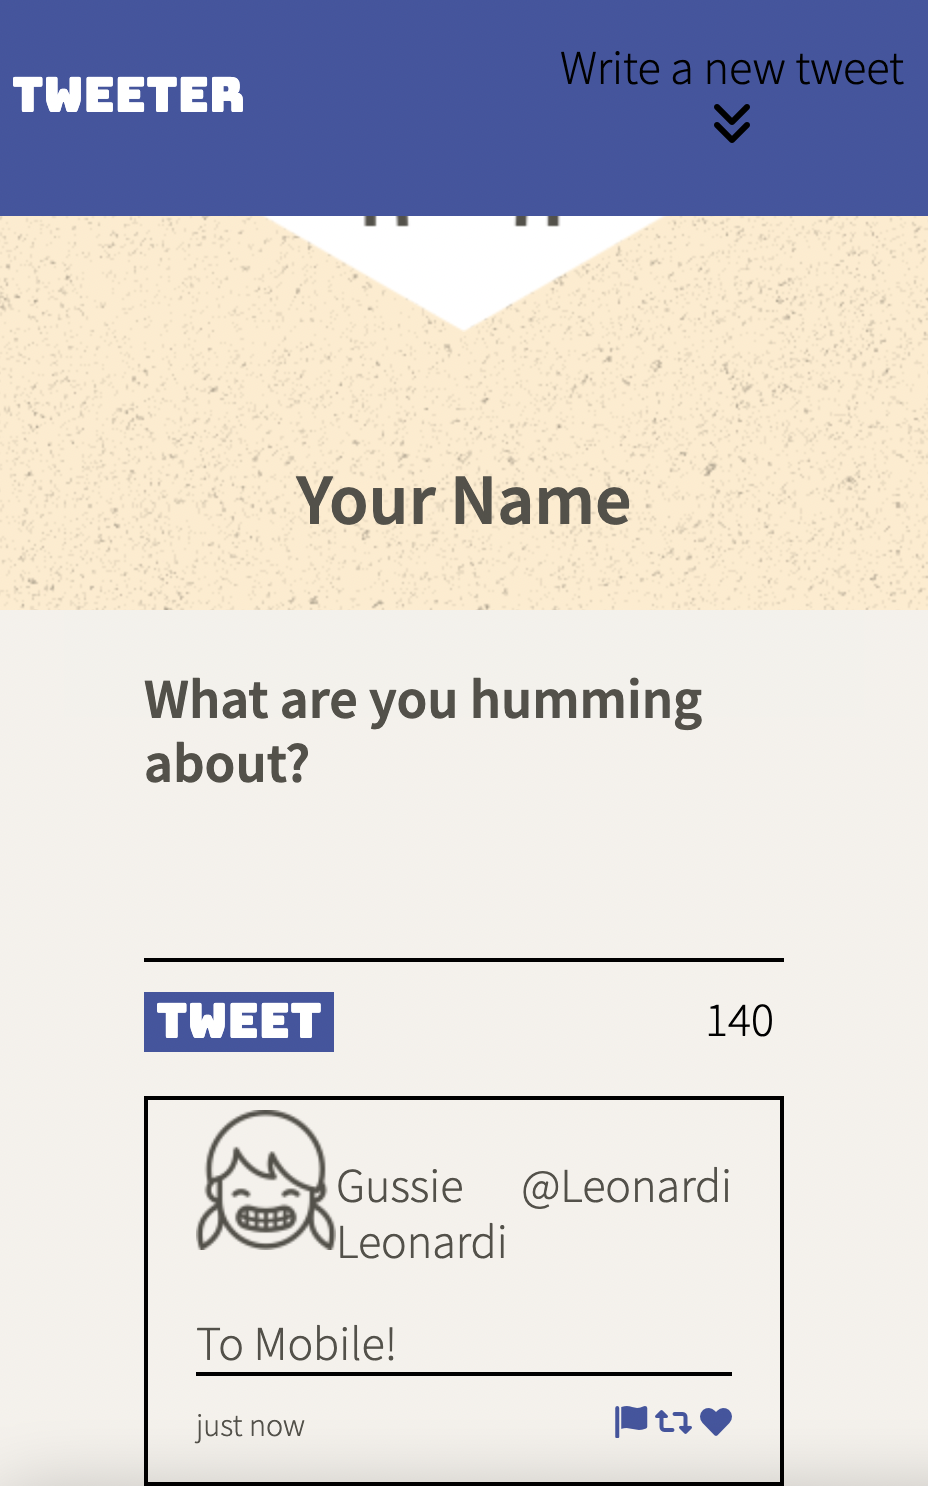 TWEETER
Write a new tweet
Your Name
What are you humming
about?
TWEET
140
Gussie
Leonardi
@Leonardi
To Mobile!
just now